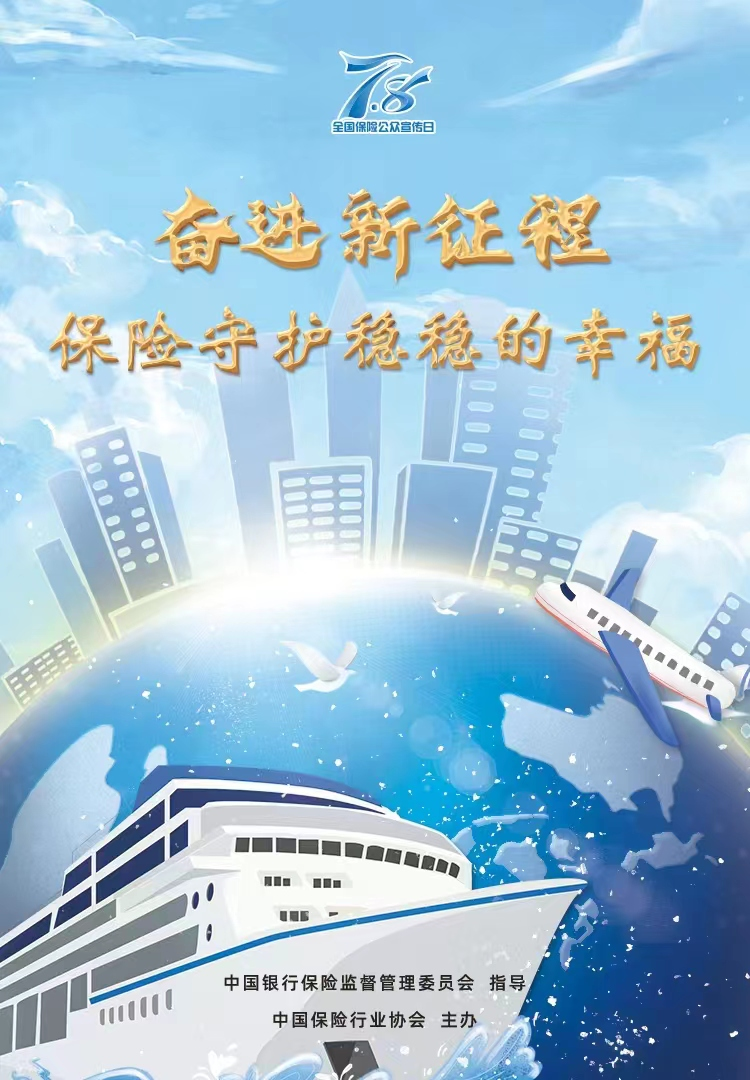 7.8
全国保险公众宣传日
奋进新征程
保险守护稳稳的幸福
中国银行保险监督管理委员会 指导
中国保险行业协会 主办